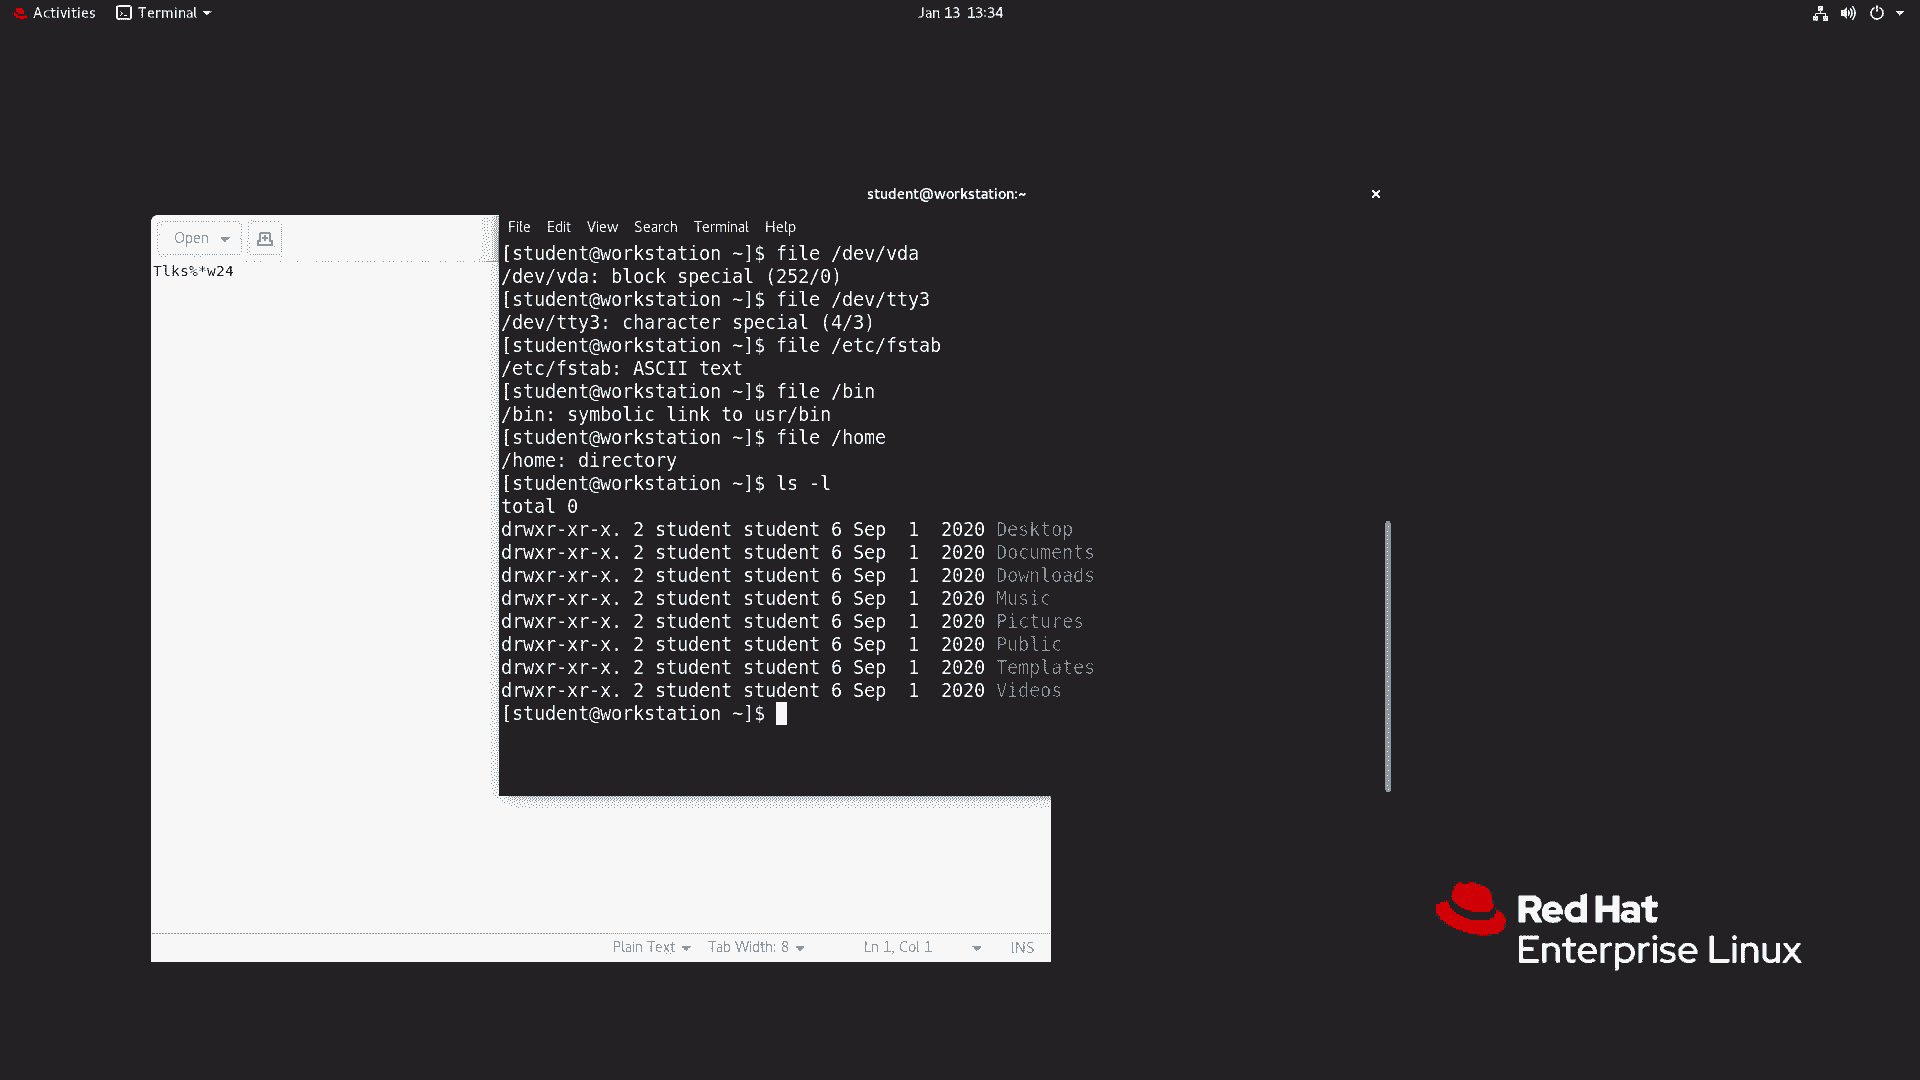 Activities Terminal Jan 13 13:34
student@workstation:~
Open
Tlks%*w24
File Edit View Search Terminal Help
[student@workstation ~]$ file /dev/vda
/dev/vda: block special (252/0)
[student@workstation ~]$ file /dev/tty3
/dev/tty3: character special (4/3)
[student@workstation ~]$ file /etc/fstab
/etc/fstab: ASCII text
[student@workstation ~]$ file /bin
/bin: symbolic link to usr/bin
[student@workstation ~]$ file /home
/home: directory
[student@workstation ~]$ ls -l
total 0
drwxr-xr-x. 2 student student 6 Sep  1  2020 Desktop
drwxr-xr-x. 2 student student 6 Sep  1  2020 Documents
drwxr-xr-x. 2 student student 6 Sep  1  2020 Downloads
drwxr-xr-x. 2 student student 6 Sep  1  2020 Music
drwxr-xr-x. 2 student student 6 Sep  1  2020 Pictures
drwxr-xr-x. 2 student student 6 Sep  1  2020 Public
drwxr-xr-x. 2 student student 6 Sep  1  2020 Templates
drwxr-xr-x. 2 student student 6 Sep  1  2020 Videos
[student@workstation ~]$
Plain Text Tab Width: 8 Ln 1, Col 1 INS
Red Hat
Enterprise Linux